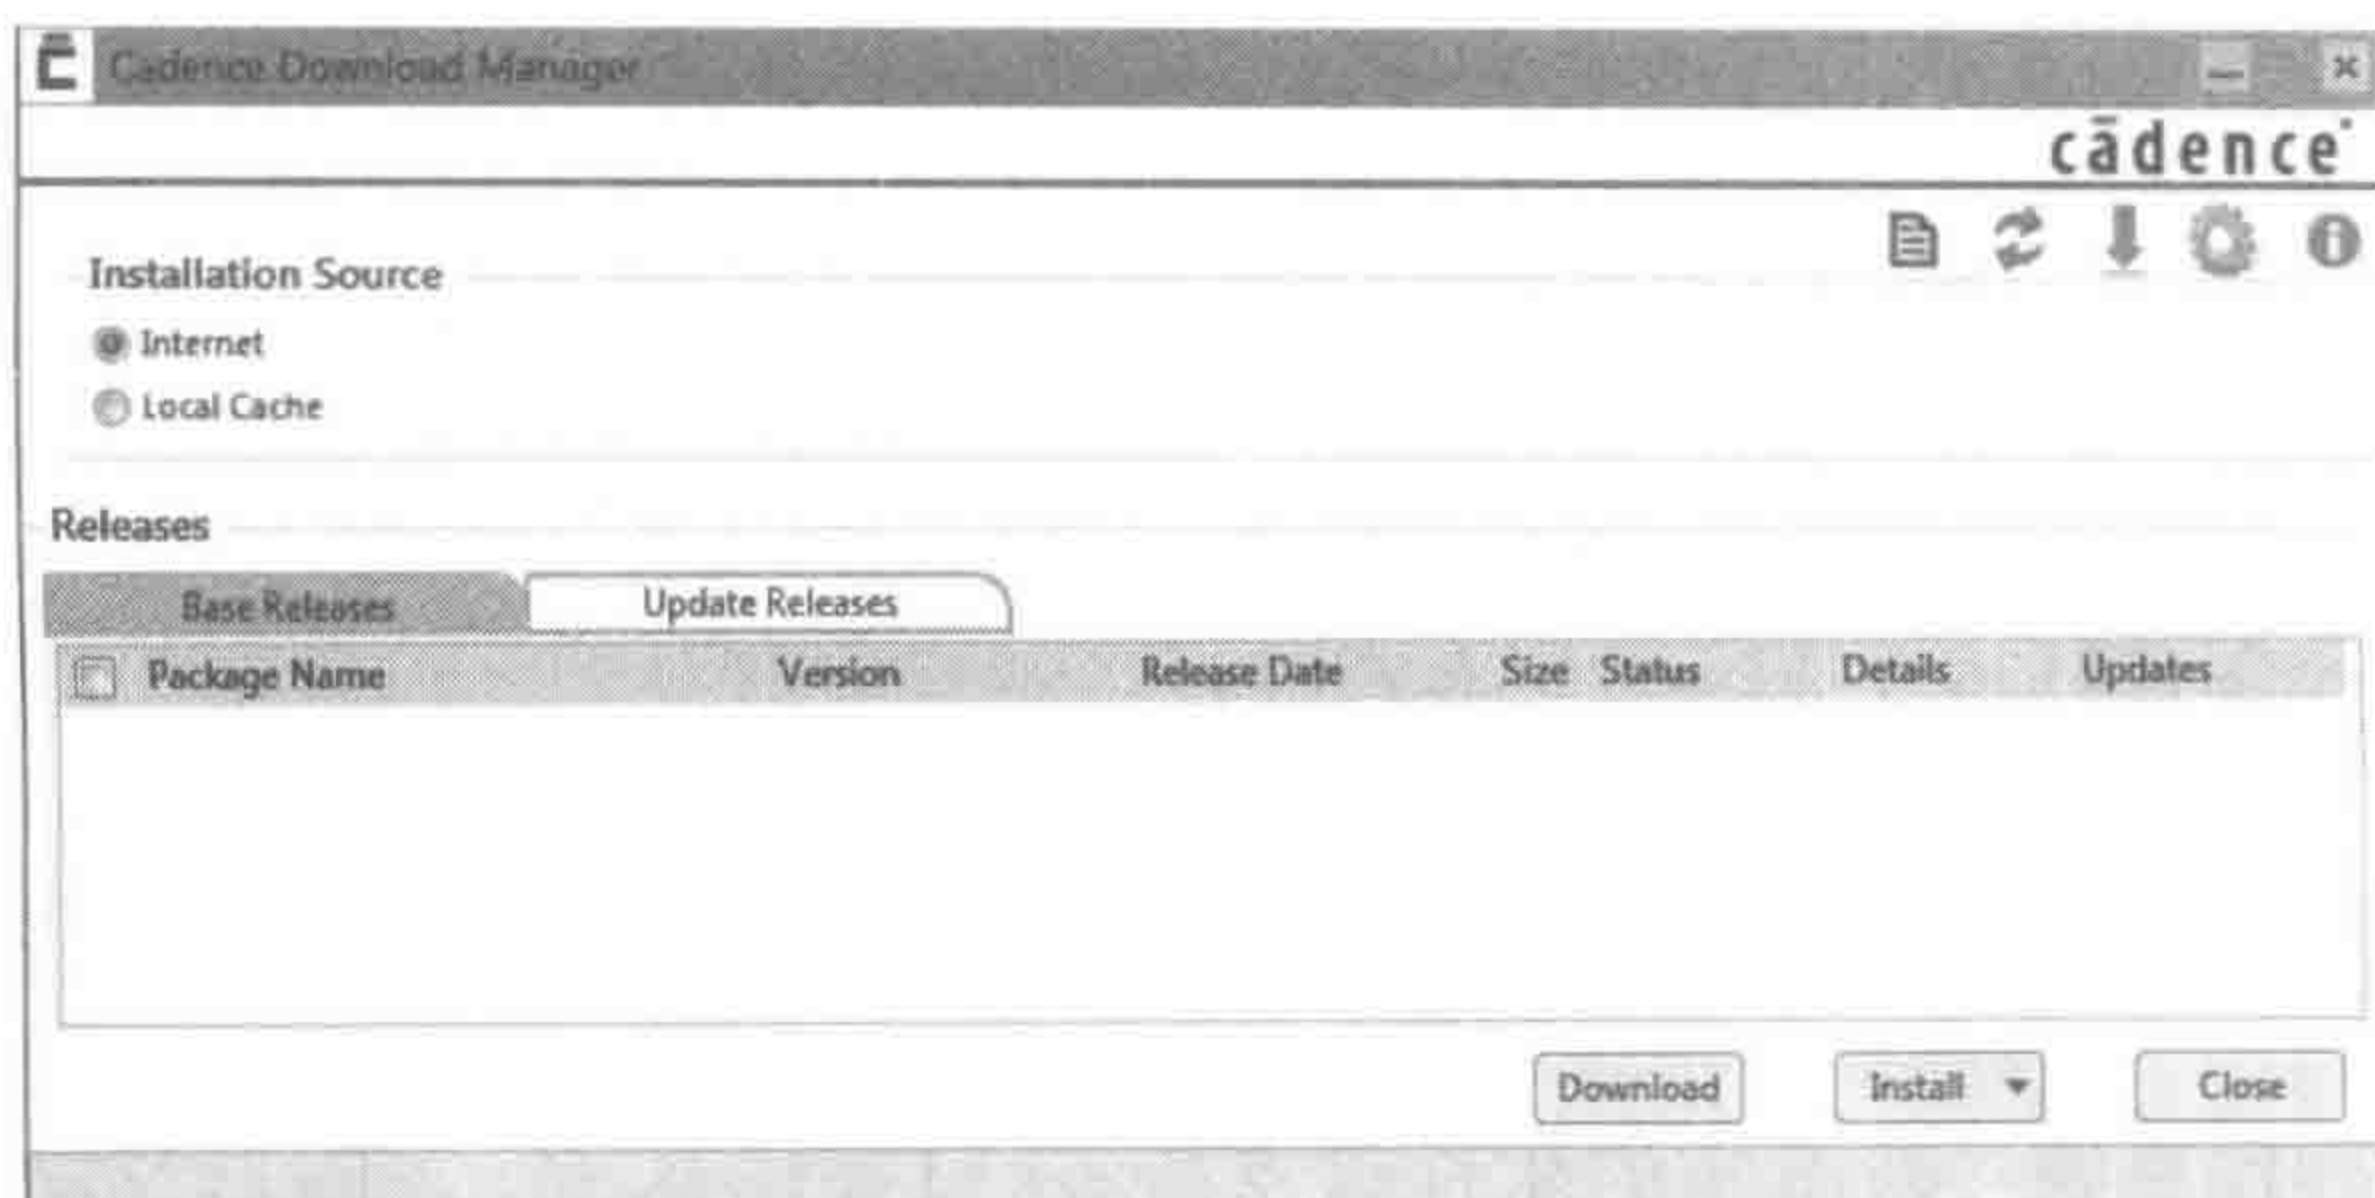 Cadence Download Manager
cādence
Installation Source
Internet
Local Cache
Releases
Base Releases Update Releases
Package Name Version Release Date Size Status Details Updates
Download Install Close